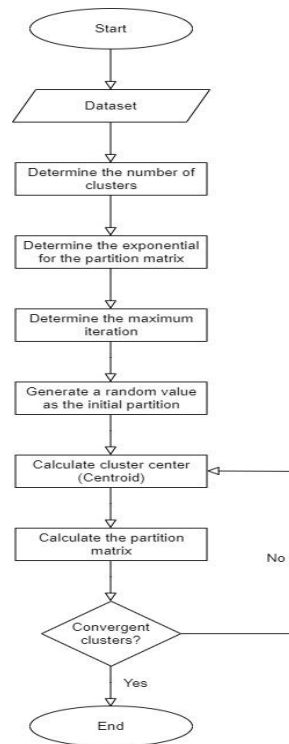 Start
Dataset
Determine the number of
clusters
Determine the exponential
for the partition matrix
Determine the maximum
iteration
Generate a random value
as the initial partition
Calculate cluster center
(Centroid)
Calculate the partition
matrix
No
Convergent
clusters?
Yes
End